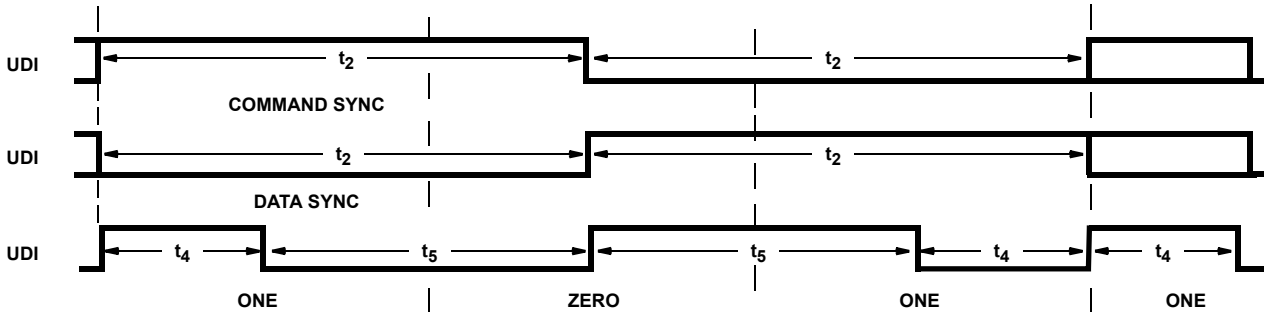 UDI t2 t2
COMMAND SYNC
UDI t2 t2
DATA SYNC
UDI t4 t5 t5 t4 t4
ONE ZERO ONE ONE